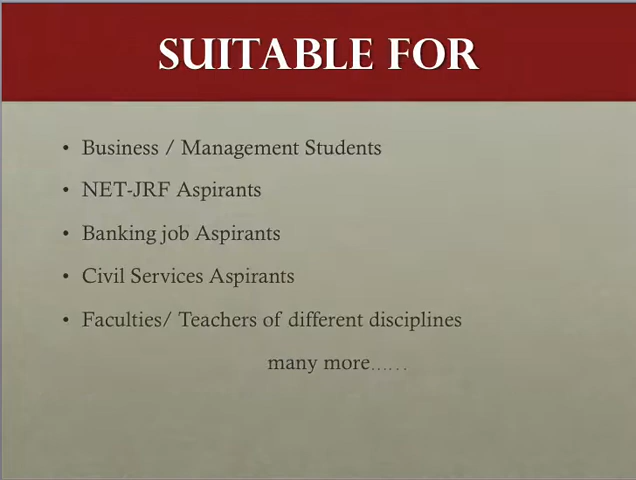 SUITABLE FOR
• Business / Management Students
• NET-JRF Aspirants
• Banking job Aspirants
• Civil Services Aspirants
• Faculties/ Teachers of different disciplines
many more......